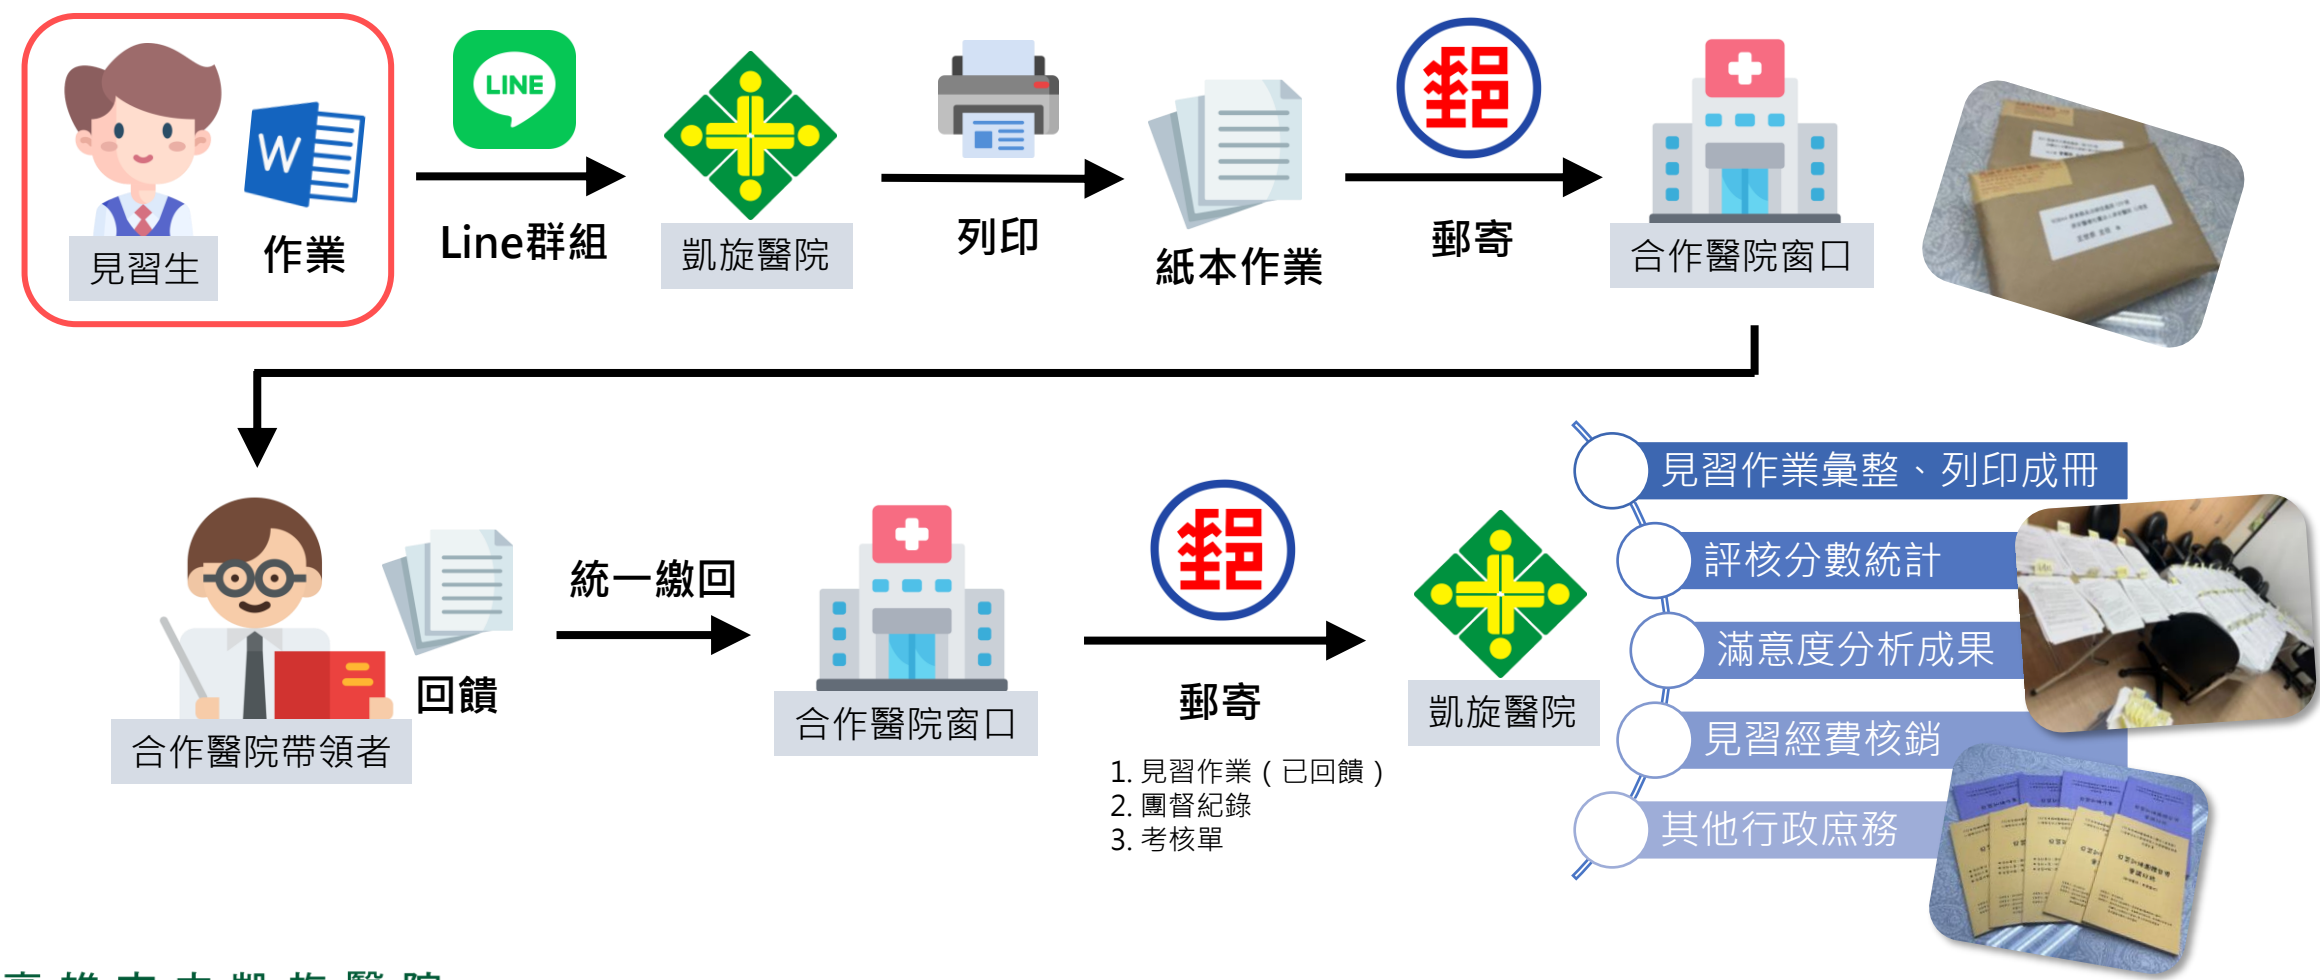 LINE
W
郵
見習生
作業
Line群組
凱旋醫院
列印
紙本作業
郵寄
合作醫院窗口
合作醫院帶領者
回饋
統一繳回
合作醫院窗口
郵
郵寄
1. 見習作業（已回饋）
2. 團督紀錄
3. 考核單
凱旋醫院
見習作業彙整、列印成冊
評核分數統計
滿意度分析成果
見習經費核銷
其他行政庶務